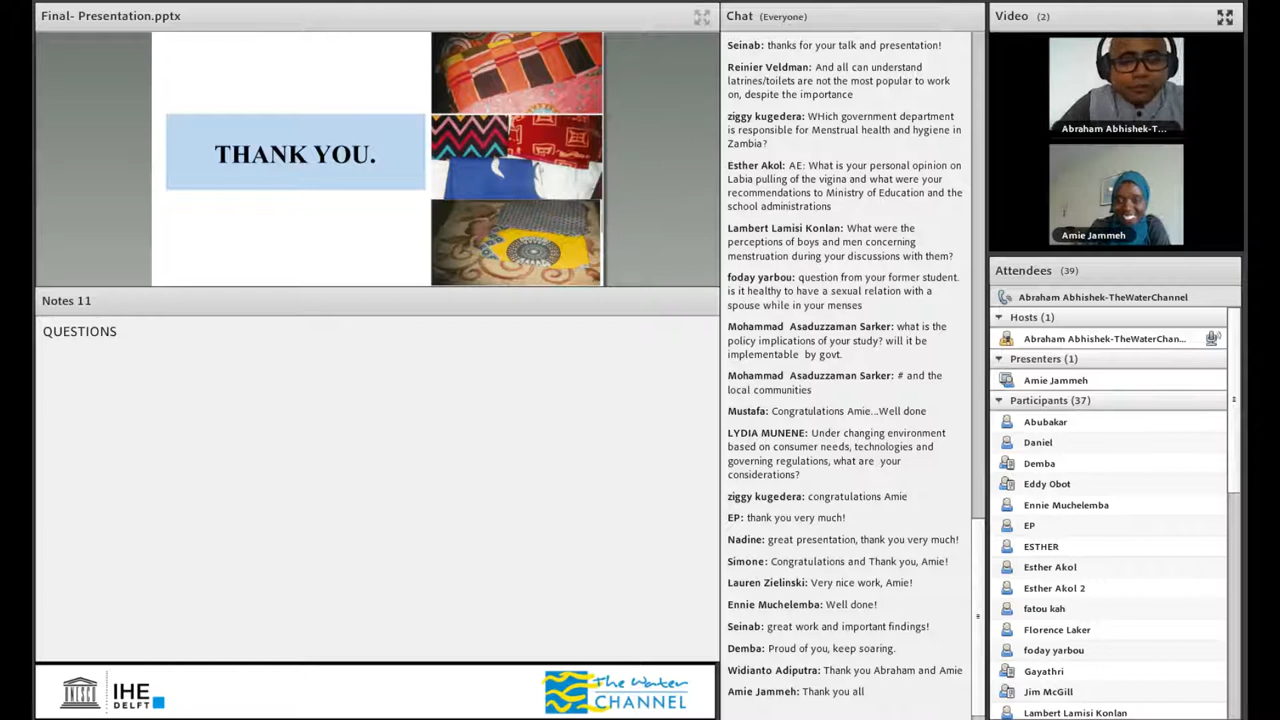 Final- Presentation.pptx
THANK YOU.
Notes 11
QUESTIONS
IHE
DELFT
The Water
CHANNEL
Chat (Everyone)
Seinab: thanks for your talk and presentation!
Reinier Veldman: And all can understand
latrines/toilets are not the most popular to work
on, despite the importance
ziggy kugedera: WHich government department
is responsible for Menstrual health and hygiene in
Zambia?
Esther Akol: AE: What is your personal opinion on
Labia pulling of the vigina and what were your
recommendations to Ministry of Education and the
school administrations
Lambert Lamisi Konlan: What were the
perceptions of boys and men concerning
menstruation during your discussions with them?
foday yarbou: question from your former student.
is it healthy to have a sexual relation with a
spouse while in your menses
Mohammad Asaduzzaman Sarker: what is the
policy implications of your study? will it be
implementable by govt.
Mohammad Asaduzzaman Sarker: # and the
local communities
Mustafa: Congratulations Amie...Well done
LYDIA MUNENE: Under changing environment
based on consumer needs, technologies and
governing regulations, what are your
considerations?
ziggy kugedera: congratulations Amie
EP: thank you very much!
Nadine: great presentation, thank you very much!
Simone: Congratulations and Thank you, Amie!
Lauren Zielinski: Very nice work, Amie!
Ennie Muchelemba: Well done!
Seinab: great work and important findings!
Demba: Proud of you, keep soaring.
Widianto Adiputra: Thank you Abraham and Amie
Amie Jammeh: Thank you all
Video (2)
Abraham Abhishek-T...
Amie Jammeh
Attendees (39)
Abraham Abhishek-TheWaterChannel
Hosts (1)
Abraham Abhishek-TheWaterChan...
Presenters (1)
Amie Jammeh
Participants (37)
Abubakar
Daniel
Demba
Eddy Obot
Ennie Muchelemba
EP
ESTHER
Esther Akol
Esther Akol 2
fatou kah
Florence Laker
foday yarbou
Gayathri
Jim McGill
Lambert Lamisi Konlan